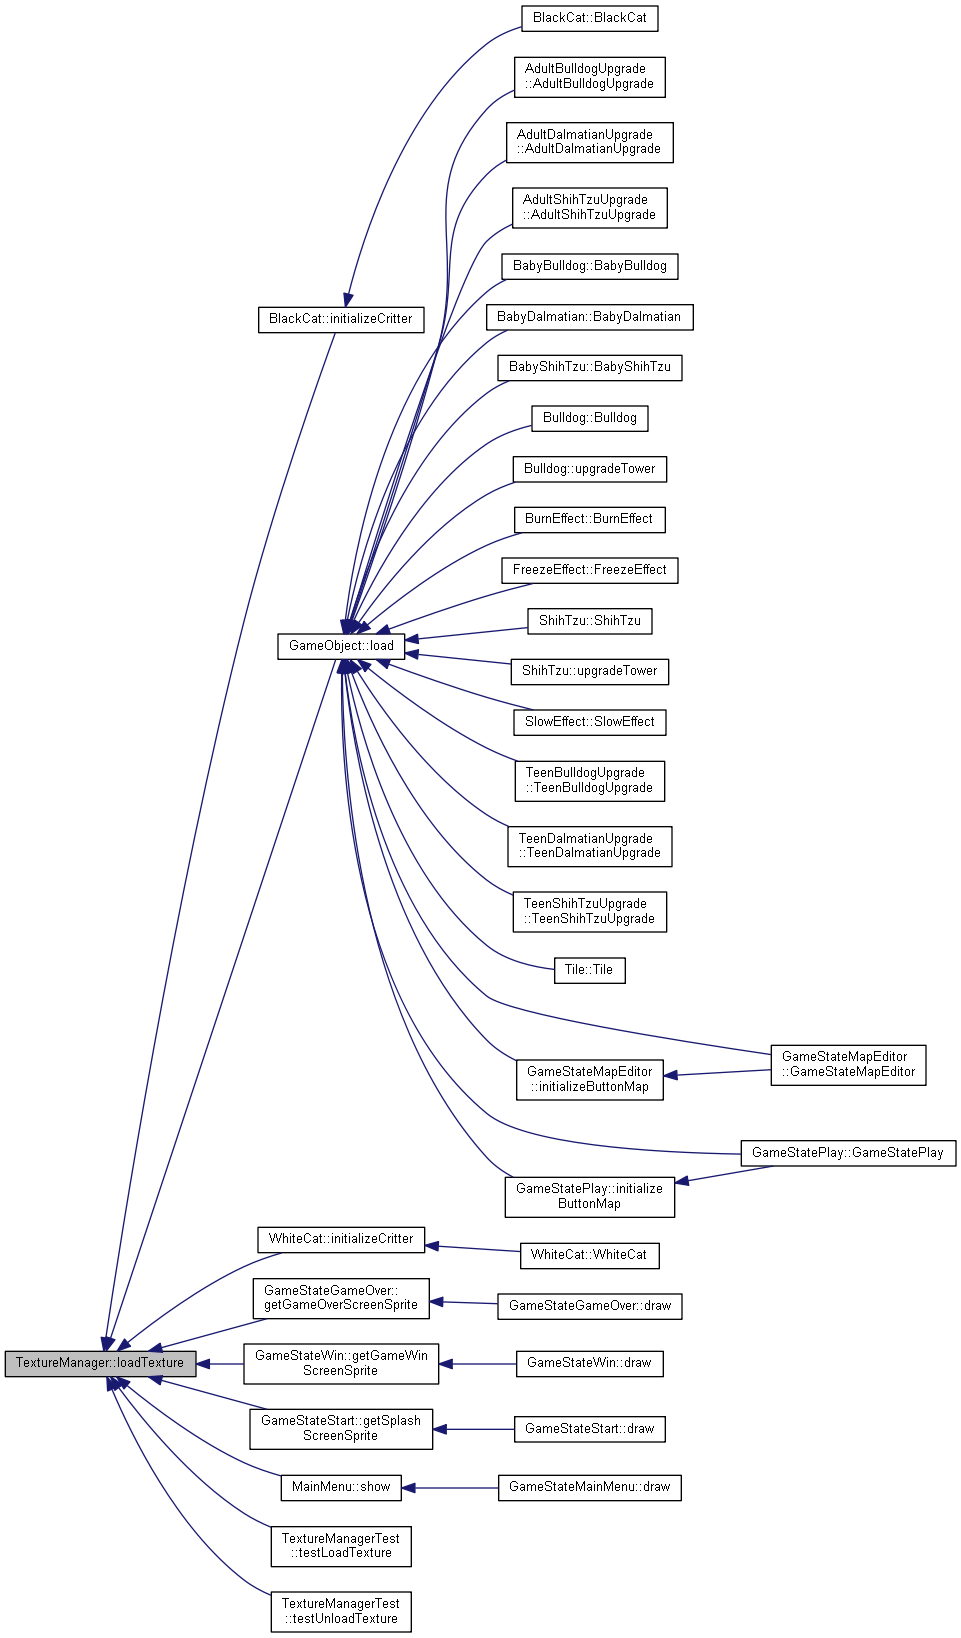 BlackCat::BlackCat
AdultBulldogUpgrade
::AdultBulldogUpgrade
AdultDalmatianUpgrade
::AdultDalmatianUpgrade
AdultShihTzuUpgrade
::AdultShihTzuUpgrade
BabyBulldog::BabyBulldog
BlackCat::initializeCritter
BabyDalmatian::BabyDalmatian
BabyShihTzu::BabyShihTzu
Bulldog::Bulldog
Bulldog::upgradeTower
BurnEffect::BurnEffect
FreezeEffect::FreezeEffect
ShihTzu::ShihTzu
GameObject::load
ShihTzu::upgradeTower
SlowEffect::SlowEffect
TeenBulldogUpgrade
::TeenBulldogUpgrade
TeenDalmatianUpgrade
::TeenDalmatianUpgrade
TeenShihTzuUpgrade
::TeenShihTzuUpgrade
Tile::Tile
GameStateMapEditor
::GameStateMapEditor
GameStateMapEditor
::initializeButtonMap
GameStatePlay::GameStatePlay
GameStatePlay::initialize
ButtonMap
WhiteCat::initializeCritter
WhiteCat::WhiteCat
GameStateGameOver::
getGameOverScreenSprite
GameStateGameOver::draw
TextureManager::loadTexture
GameStateWin::getGameWin
ScreenSprite
GameStateWin::draw
GameStateStart::getSplash
ScreenSprite
GameStateStart::draw
MainMenu::show
GameStateMainMenu::draw
TextureManagerTest
::testLoadTexture
TextureManagerTest
::testUnloadTexture